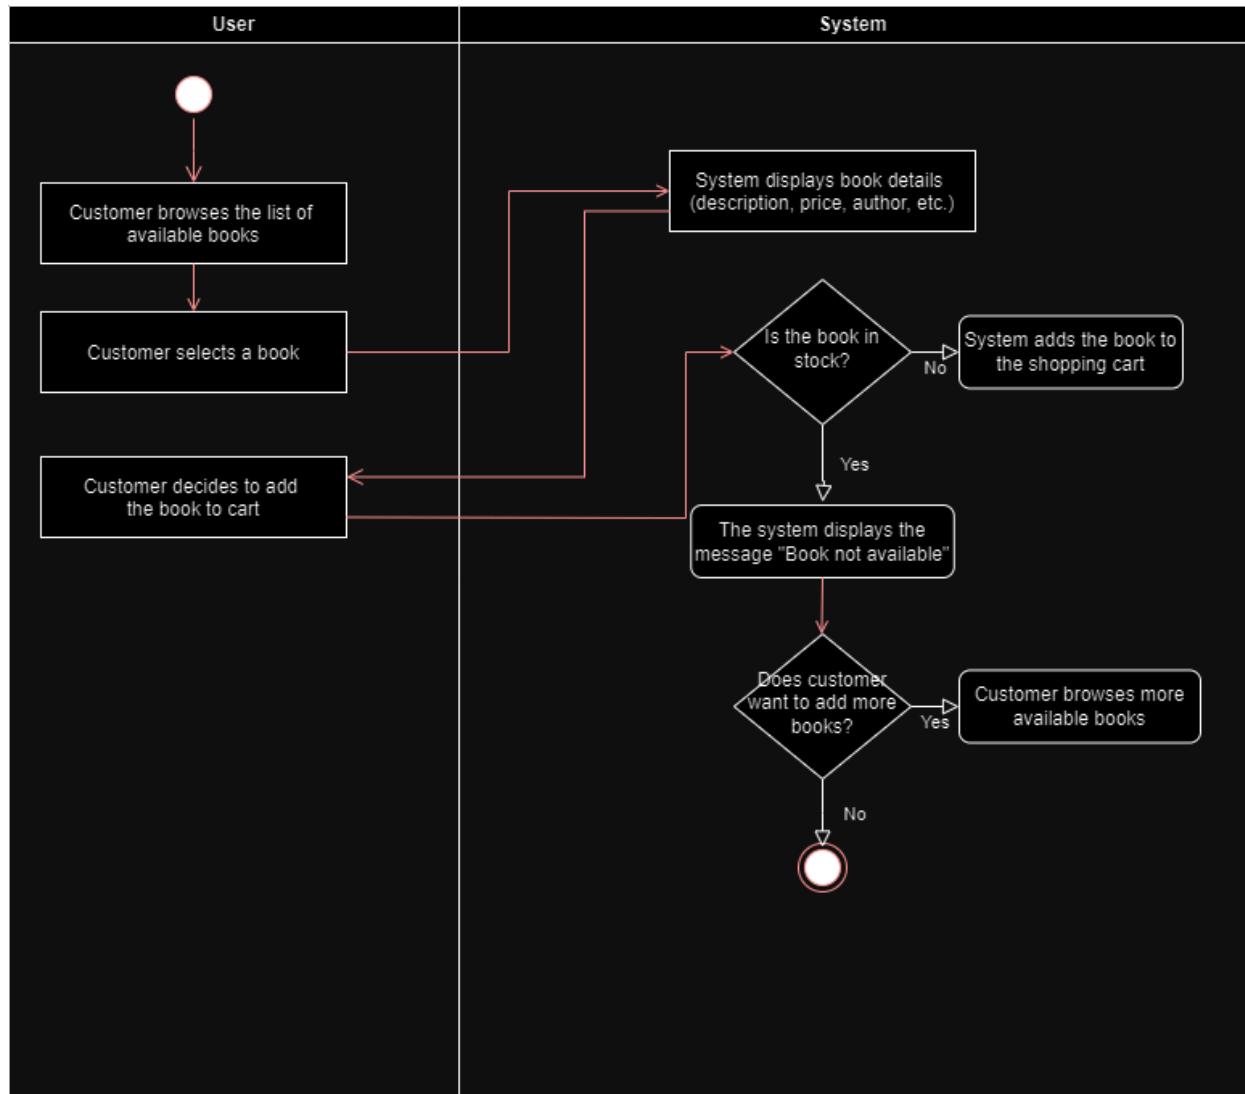 User
System
Customer browses the list of
available books
Customer selects a book
Customer decides to add
the book to cart
System displays book details
(description, price, author, etc.)
Is the book in
stock?
No
System adds the book to
the shopping cart
Yes
The system displays the
message "Book not available"
Does customer
want to add more
books?
Yes
Customer browses more
available books
No